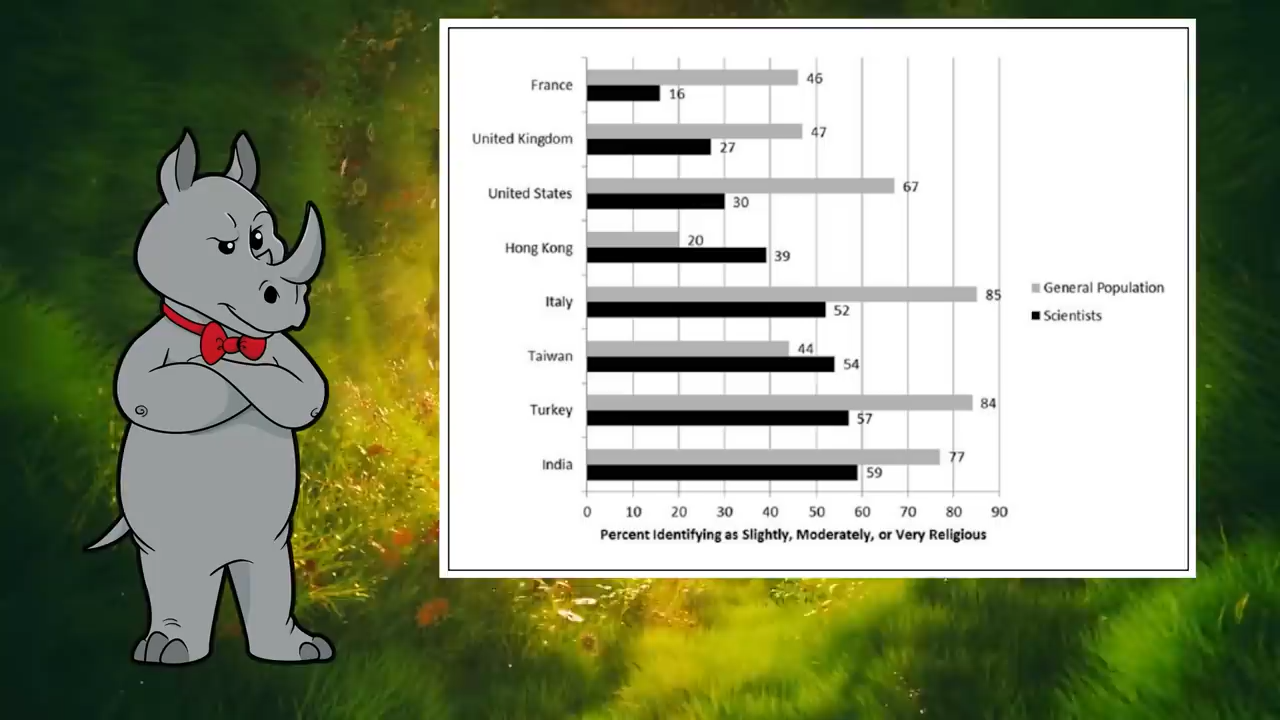 France
46
16
United Kingdom
47
27
United States
67
30
Hong Kong
20
39
Italy
85
52
Taiwan
44
54
Turkey
84
57
India
77
59
General Population
Scientists
0 10 20 30 40 50 60 70 80 90
Percent Identifying as Slightly, Moderately, or Very Religious